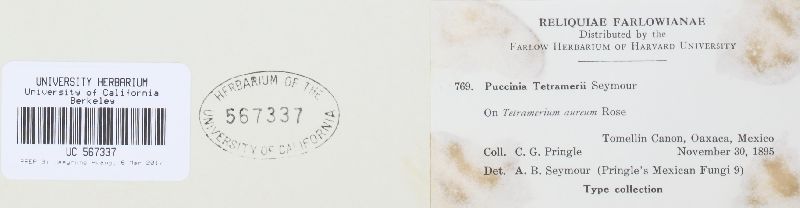 UNIVERSITY HERBARIUM
University of California
Berkeley
UC 567337
HERBARIUM OF THE
567337
UNIVERSITY OF CALIFORNIA
RELIQUIAE FARLOWIANAE
Distributed by the
FARLOW HERBARIUM OF HARVARD UNIVERSITY
769. Puccinia Tetramerii Seymour
On Tetramerium aureum Rose
Tomellin Canon, Oaxaca, Mexico
Coll. C. G. Pringle November 30, 1895
Det. A. B. Seymour (Pringle's Mexican Fungi 9)
Type collection